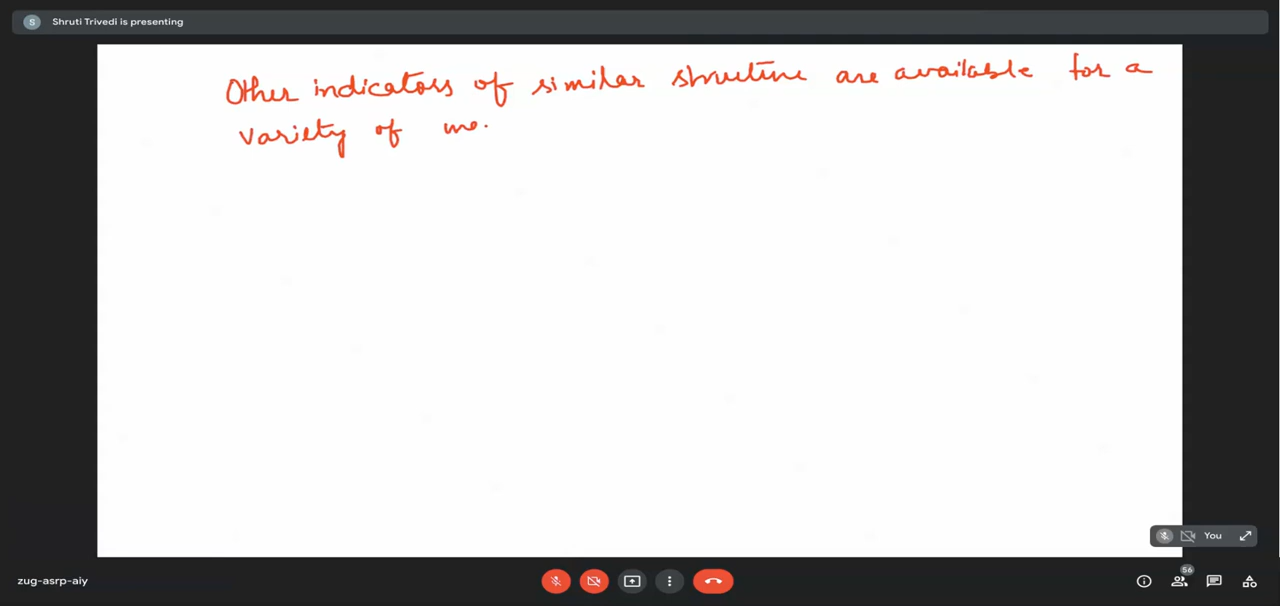 S Shruti Trivedi is presenting
Other indicators of similar structure are available for a
variety of me
You
zug-asrp-aiy
56